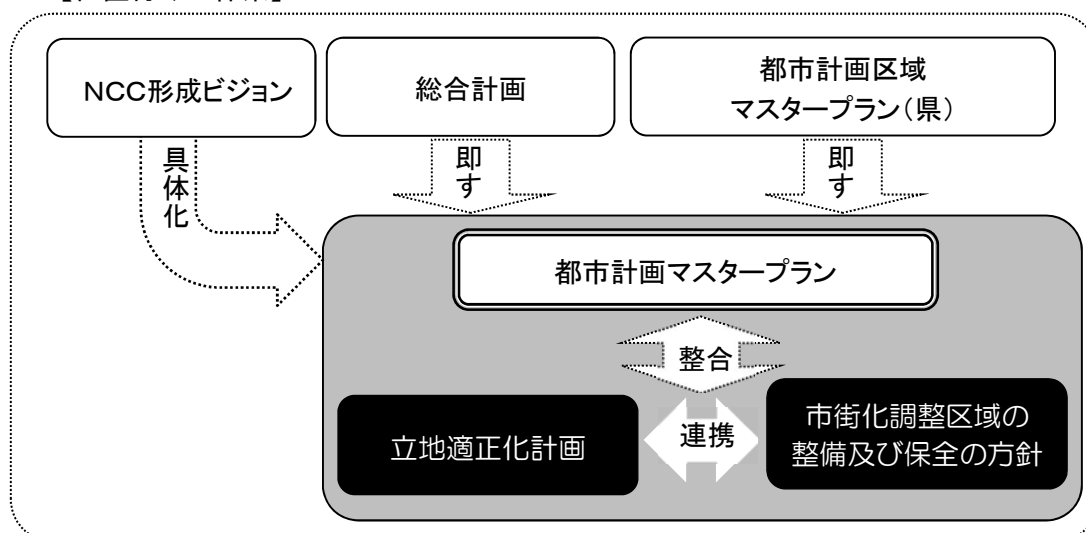 NCC形成ビジョン
総合計画
都市計画区域
マスタープラン（県）
具体化
即す
即す
都市計画マスタープラン
整合
立地適正化計画
連携
市街化調整区域の
整備及び保全の方針